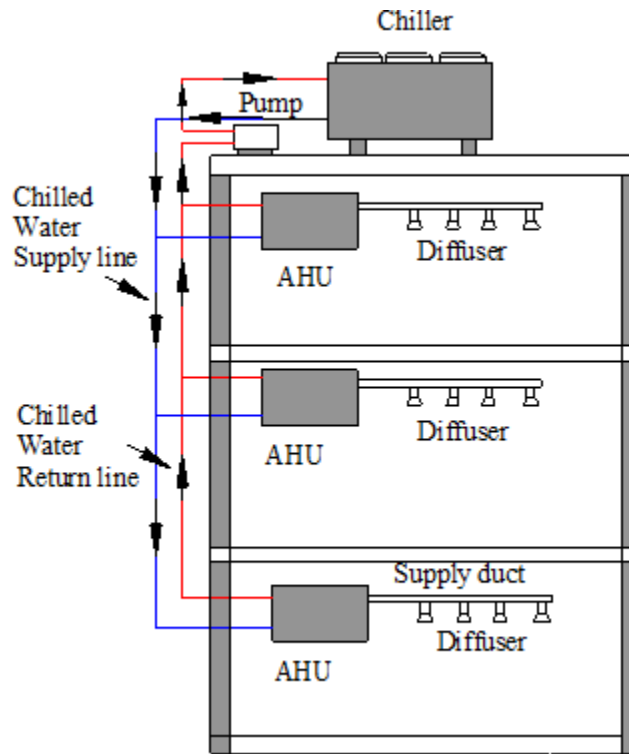 Chiller
Pump
Chilled
Water
Supply line
Diffuser
AHU
Chilled
Water
Return line
Diffuser
AHU
Supply duct
Diffuser
AHU